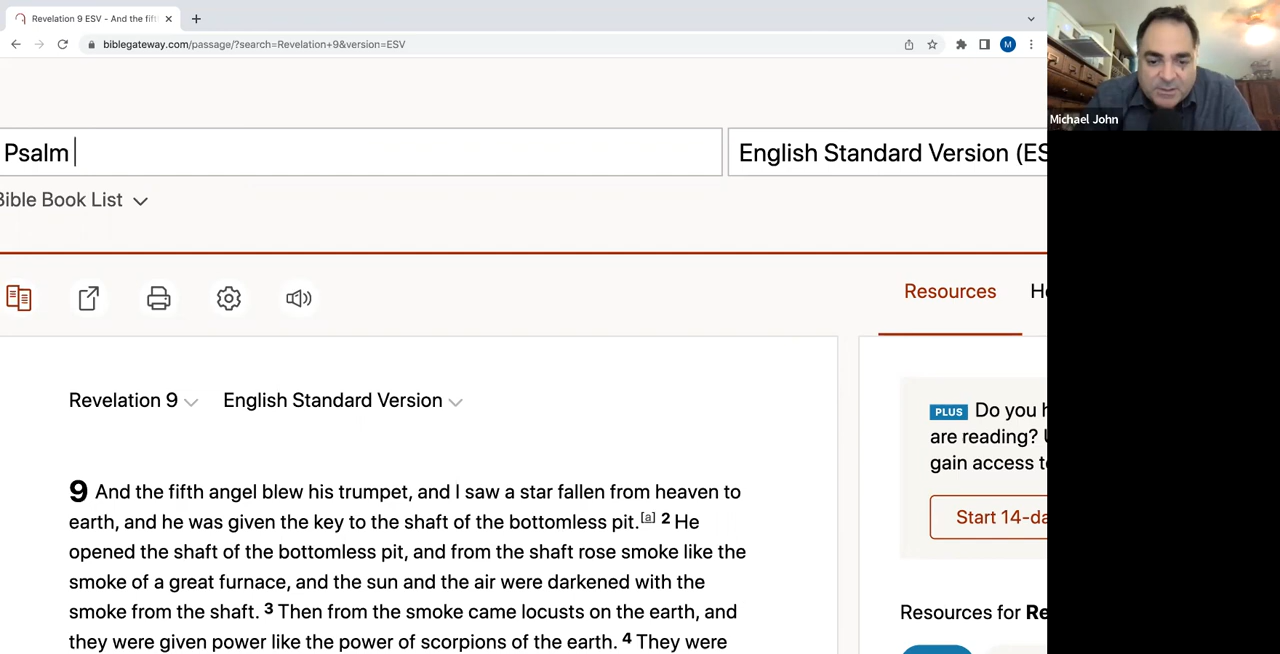 Revelation 9 ESV - And the fift
biblegateway.com/passage/?search=Revelation+9&version=ESV
M
Michael John
Psalm
English Standard Version (ES
Bible Book List
Resources
He
Revelation 9
English Standard Version
PLUS Do you h
are reading? U
gain access to
Start 14-da
9 And the fifth angel blew his trumpet, and I saw a star fallen from heaven to
earth, and he was given the key to the shaft of the bottomless pit.[a] 2 He
opened the shaft of the bottomless pit, and from the shaft rose smoke like the
smoke of a great furnace, and the sun and the air were darkened with the
smoke from the shaft. 3 Then from the smoke came locusts on the earth, and
they were given power like the power of scorpions of the earth. 4 They were
Resources for Re